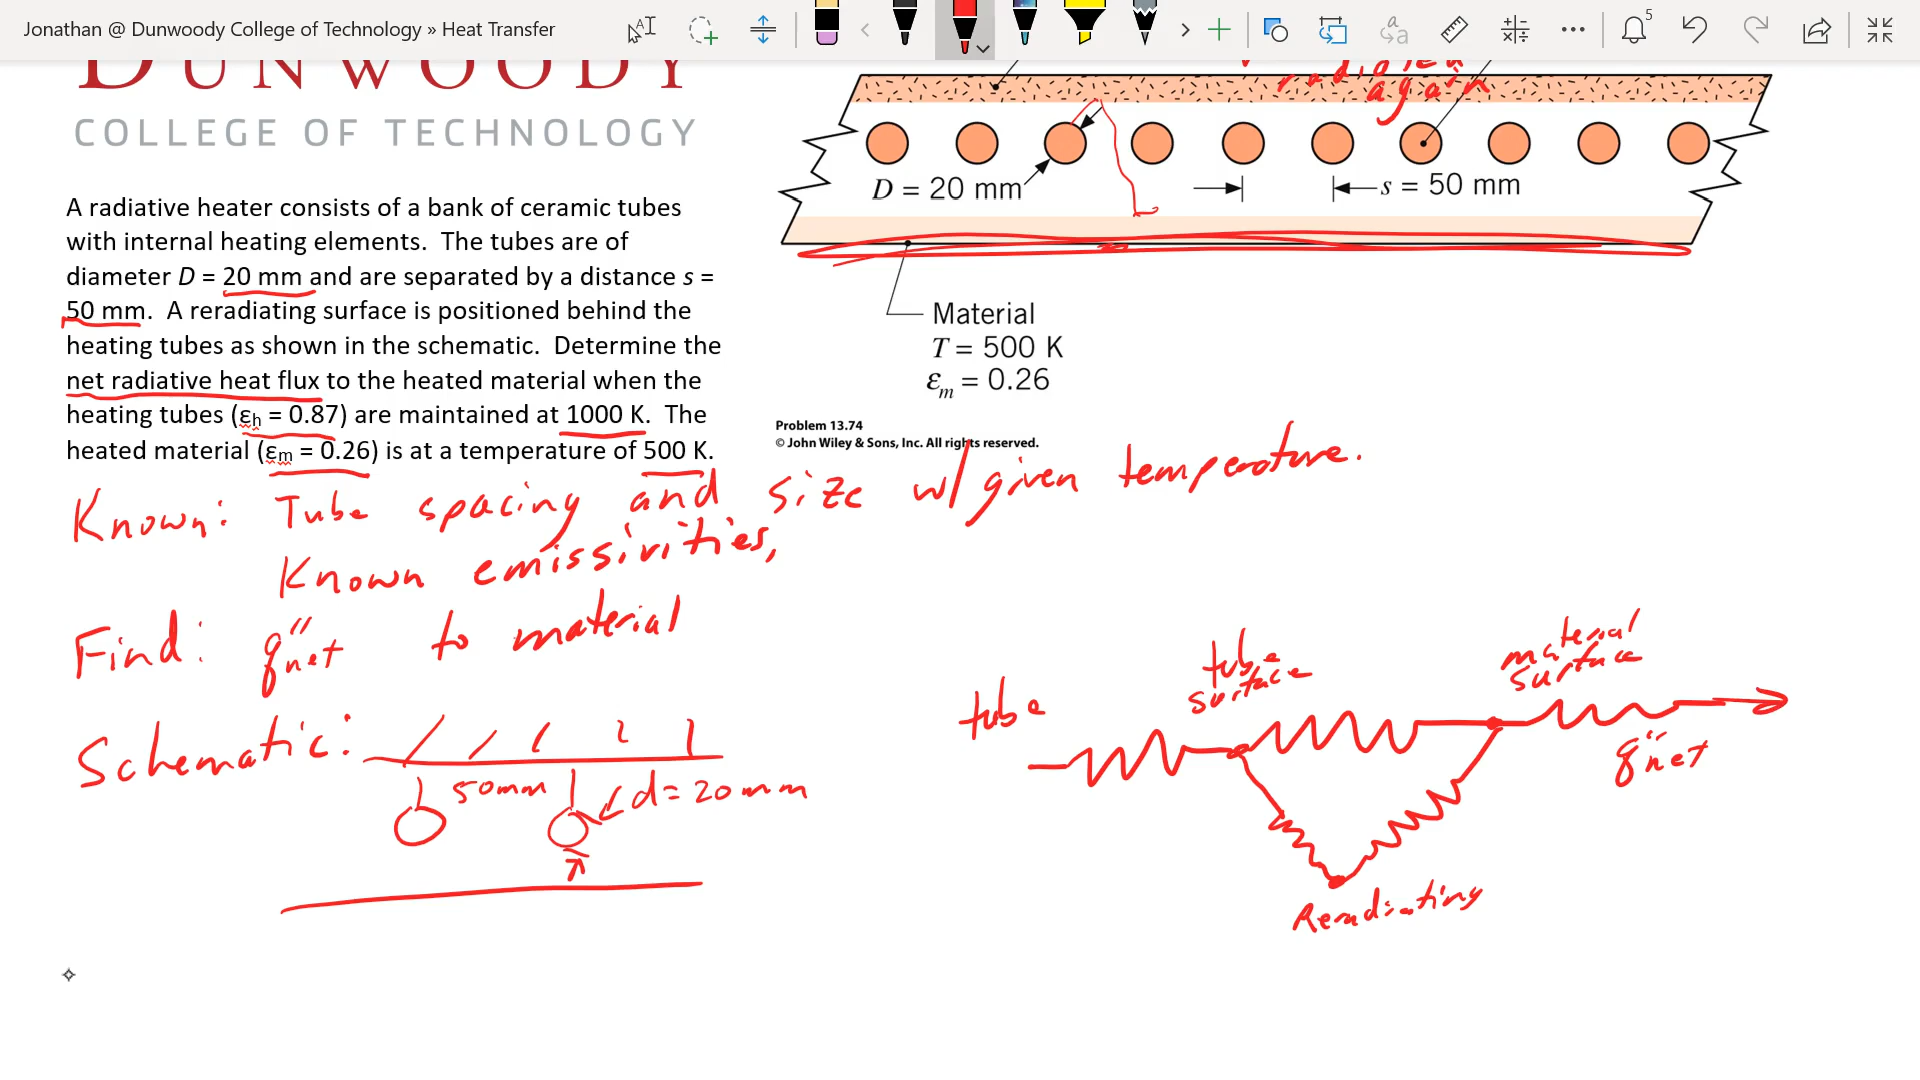 Jonathan @ Dunwoody College of Technology » Heat Transfer
5
DUNWOODY
COLLEGE OF TECHNOLOGY
again
D = 20 mm
s = 50 mm
A radiative heater consists of a bank of ceramic tubes
with internal heating elements. The tubes are of
diameter D = 20 mm and are separated by a distance s =
50 mm. A reradiating surface is positioned behind the
heating tubes as shown in the schematic. Determine the
net radiative heat flux to the heated material when the
heating tubes (εh = 0.87) are maintained at 1000 K. The
heated material (εm = 0.26) is at a temperature of 500 K.
Material
T = 500 K
εm = 0.26
Problem 13.74
© John Wiley & Sons, Inc. All rights reserved.
Known: Tube spacing and size w/ given temperature.
Known emissivities,
Find: q"net to material
Schematic:
50mm
d=20mm
tube
tube
surface
material
surface
q"net
Reradiating